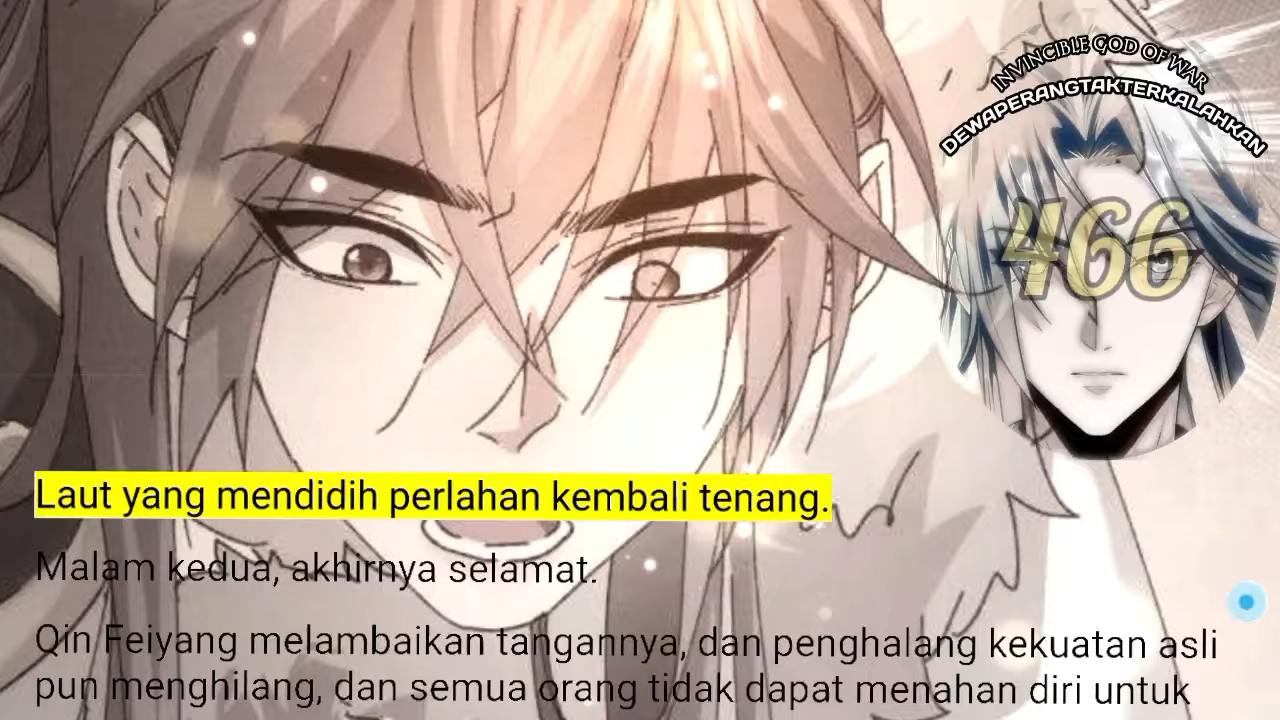 INVINCIBLE GOD OF WAR
DEWAPERANGTAKTERKALAHKAN
466
Laut yang mendidih perlahan kembali tenang.
Malam kedua, akhirnya selamat.
Qin Feiyang melambaikan tangannya, dan penghalang kekuatan asli
pun menghilang, dan semua orang tidak dapat menahan diri untuk